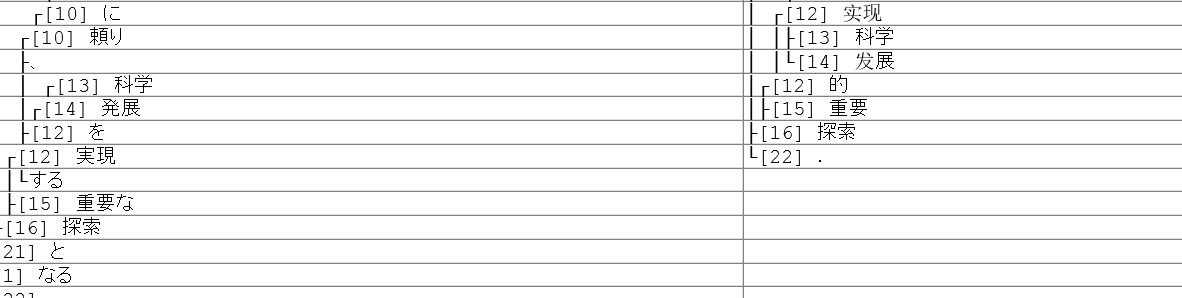 [10] に
[10] 頼り
、
[13] 科学
[14] 発展
[12] を
[12] 実現
する
[15] 重要な
[16] 探索
21] と
1] なる
[12] 实现
[13] 科学
[14] 发展
[12] 的
[15] 重要
[16] 探索
[22] .